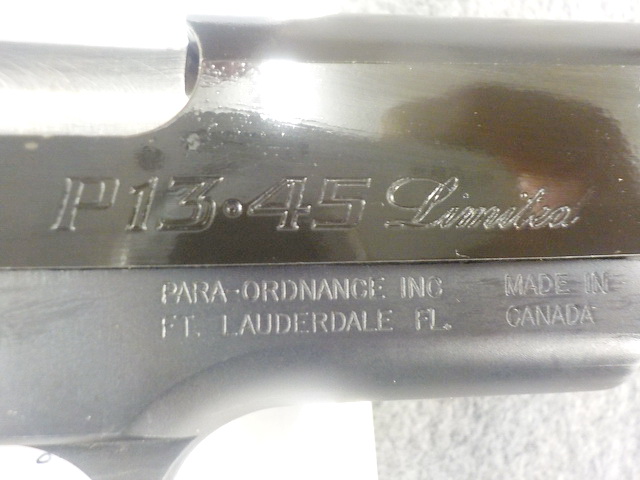 P13·45 Limited
PARA-ORDNANCE INC MADE IN
FT. LAUDERDALE FL. CANADA